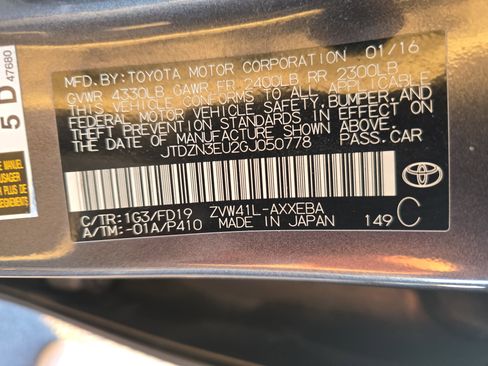 MFD.BY:TOYOTA MOTOR CORPORATION 01/16
GVWR 4330LB GAWR FR 2400LB RR 2300LB
THIS VEHICLE CONFORMS TO ALL APPLICABLE
FEDERAL MOTOR VEHICLE SAFETY, BUMPER, AND
THEFT PREVENTION STANDARDS IN EFFECT ON
THE DATE OF MANUFACTURE SHOWN ABOVE.
JTDZN3EU2GJ050778 PASS.CAR
C/TR:1G3/FD19 ZVW41L-AXXEBA
A/TM:-01A/P410 MADE IN JAPAN 149 C
5 D
47680